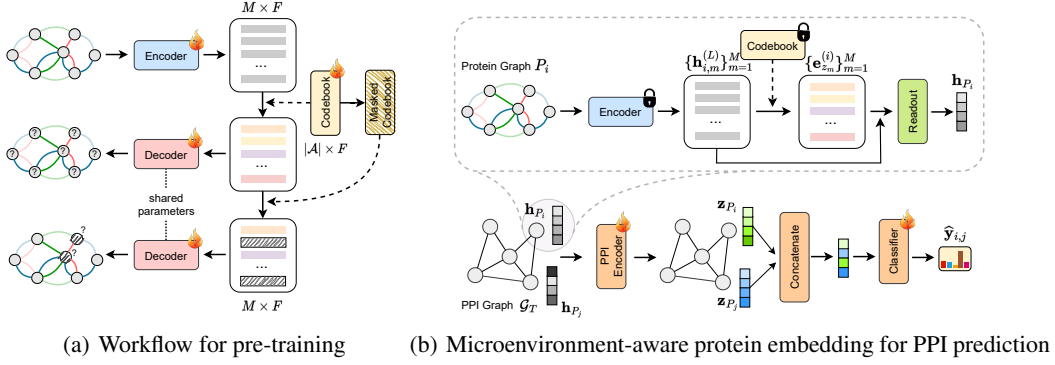 M × F
Encoder
...
Codebook
Masked Codebook
|𝒜| × F
? ? ? ? ? ? ?
Decoder
...
shared
parameters
? ?
Decoder
...
M × F
(a) Workflow for pre-training
Codebook
Protein Graph P_i
{h_{i,m}^{(L)}}_{m=1}^{M}
{e_{z_m}^{(i)}}_{m=1}^{M}
h_{P_i}
Encoder
...
...
Readout
h_{P_i}
PPI Encoder
z_{P_i}
Concatenate
Classifier
ŷ_{i,j}
PPI Graph 𝒢_T
h_{P_j}
z_{P_j}
(b) Microenvironment-aware protein embedding for PPI prediction